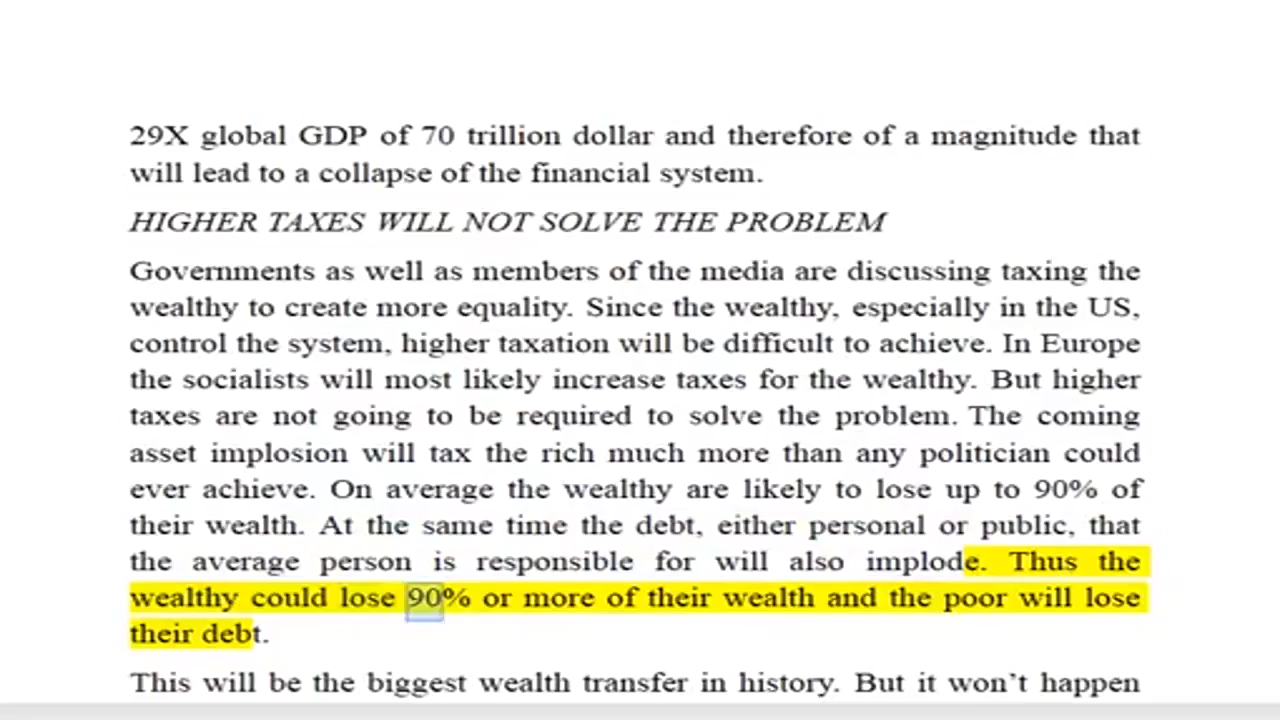 29X global GDP of 70 trillion dollar and therefore of a magnitude that
will lead to a collapse of the financial system.
HIGHER TAXES WILL NOT SOLVE THE PROBLEM
Governments as well as members of the media are discussing taxing the
wealthy to create more equality. Since the wealthy, especially in the US,
control the system, higher taxation will be difficult to achieve. In Europe
the socialists will most likely increase taxes for the wealthy. But higher
taxes are not going to be required to solve the problem. The coming
asset implosion will tax the rich much more than any politician could
ever achieve. On average the wealthy are likely to lose up to 90% of
their wealth. At the same time the debt, either personal or public, that
the average person is responsible for will also implode. Thus the
wealthy could lose 90% or more of their wealth and the poor will lose
their debt.
This will be the biggest wealth transfer in history. But it won’t happen